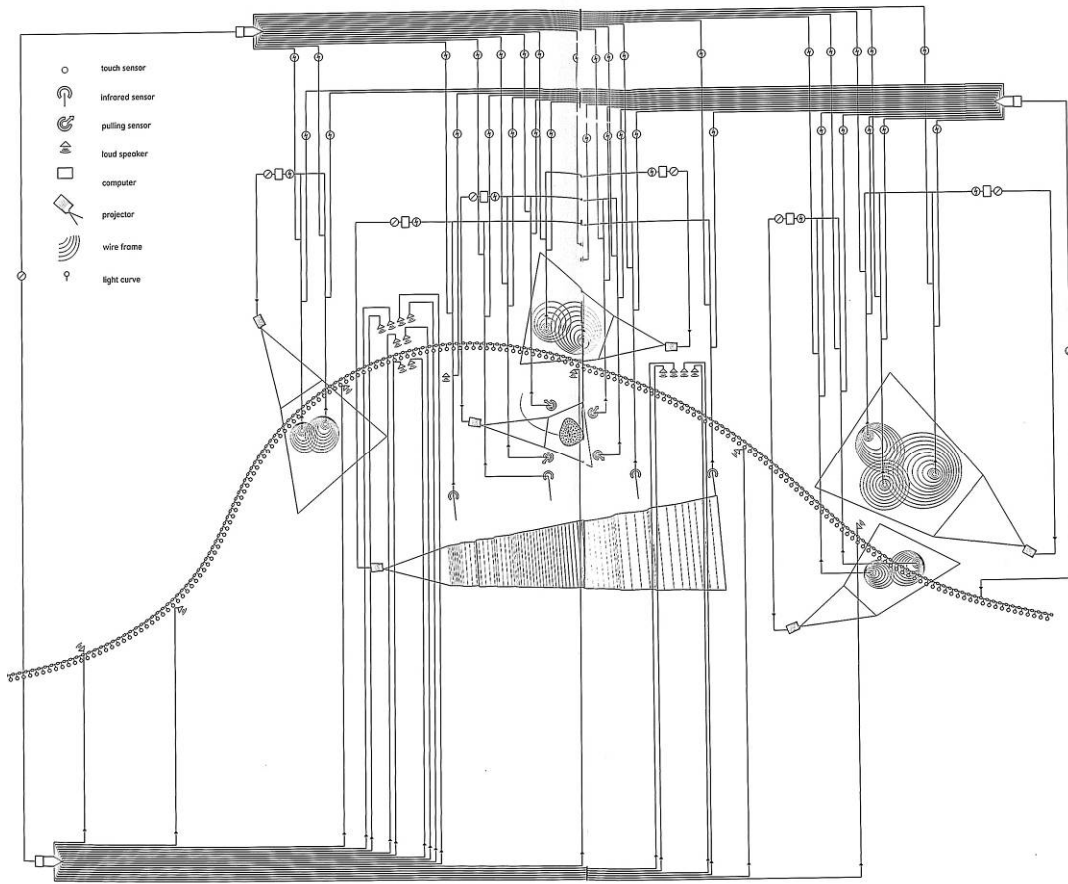 touch sensor
infrared sensor
pulling sensor
loud speaker
computer
projector
wire frame
light curve